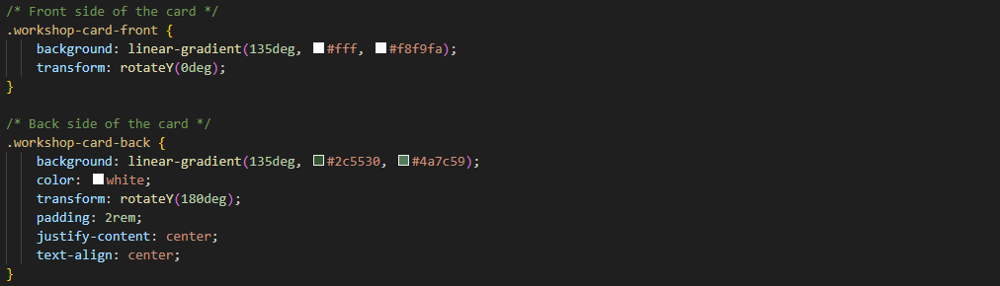 /* Front side of the card */
.workshop-card-front {
    background: linear-gradient(135deg, #fff, #f8f9fa);
    transform: rotateY(0deg);
}

/* Back side of the card */
.workshop-card-back {
    background: linear-gradient(135deg, #2c5530, #4a7c59);
    color: white;
    transform: rotateY(180deg);
    padding: 2rem;
    justify-content: center;
    text-align: center;
}